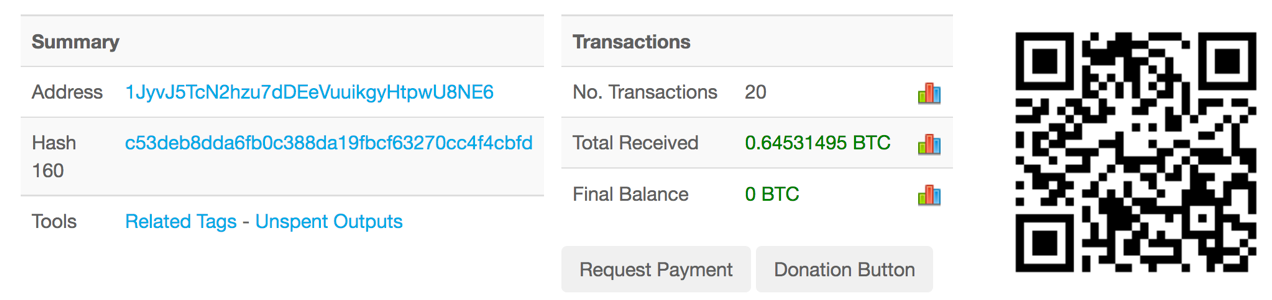 Summary
Address 1JyvJ5TcN2hzu7dDEeVuuikgyHtpwU8NE6
Hash 160 c53deb8dda6fb0c388da19fbcf63270cc4f4cbfd
Tools Related Tags - Unspent Outputs
Transactions
No. Transactions 20
Total Received 0.64531495 BTC
Final Balance 0 BTC
Request Payment
Donation Button